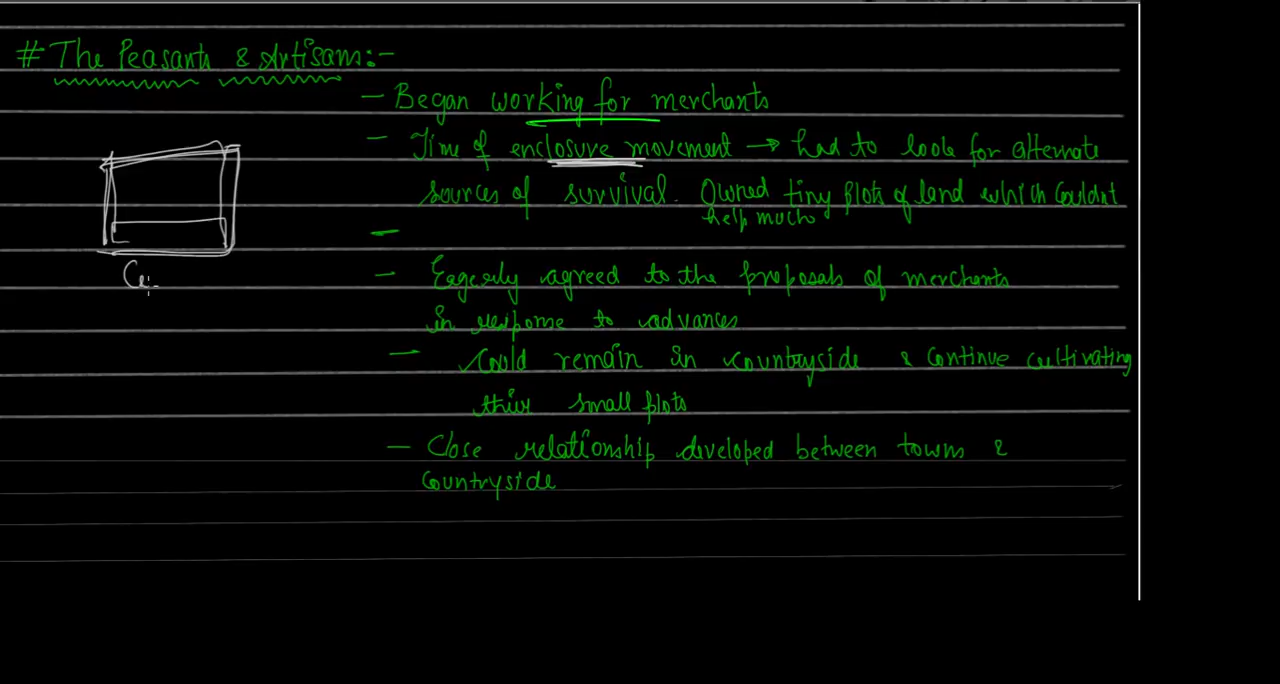 # The Peasants & Artisans:-
- Began working for merchants
- Time of enclosure movement → had to look for alternate
sources of survival. Owned tiny plots of land which couldn't
help much
-
- Eagerly agreed to the proposals of merchants
in response to advances
- Could remain in countryside & continue cultivating
their small plots
- Close relationship developed between towns &
countryside